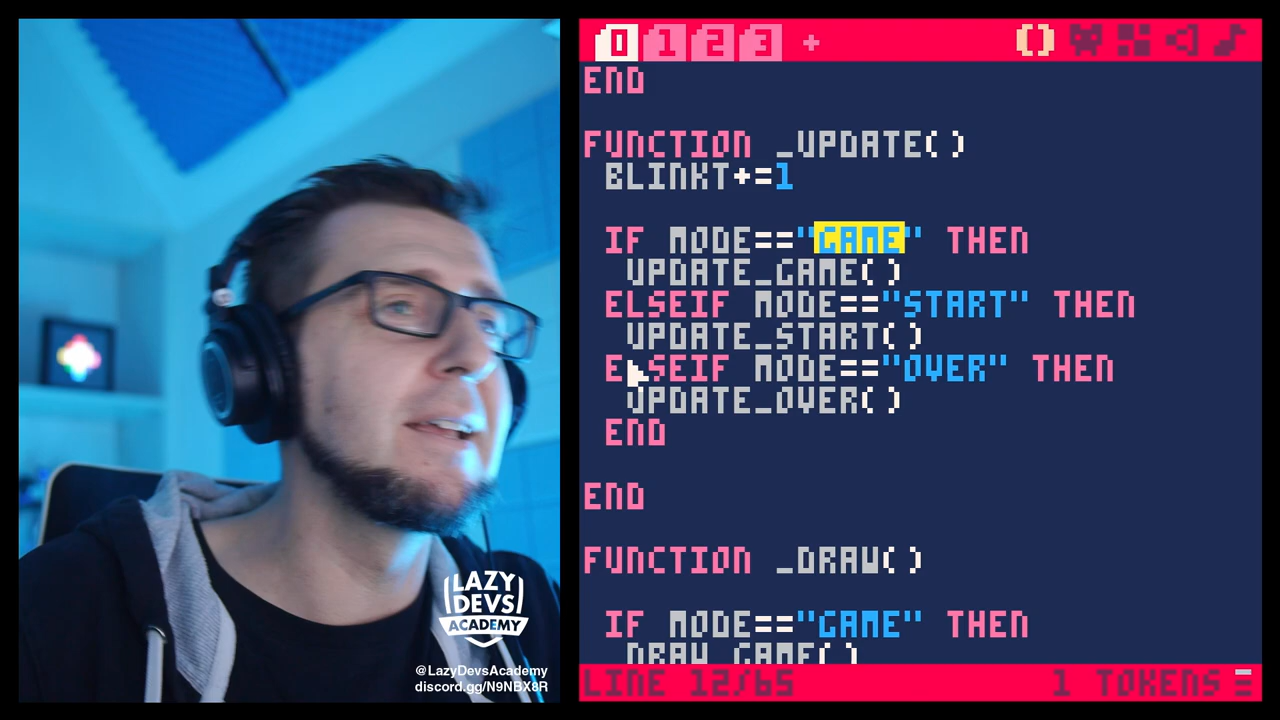 LAZY
DEVS
ACADEMY
@LazyDevsAcademy
discord.gg/N9NBX8R
0 1 2 3 +
END
FUNCTION _UPDATE()
BLINKT+=1
IF MODE=="GAME" THEN
UPDATE_GAME()
ELSEIF MODE=="START" THEN
UPDATE_START()
ELSEIF MODE=="OVER" THEN
UPDATE_OVER()
END
END
FUNCTION _DRAW()
IF MODE=="GAME" THEN
DRAW_GAME()
LINE 12/65 1 TOKENS